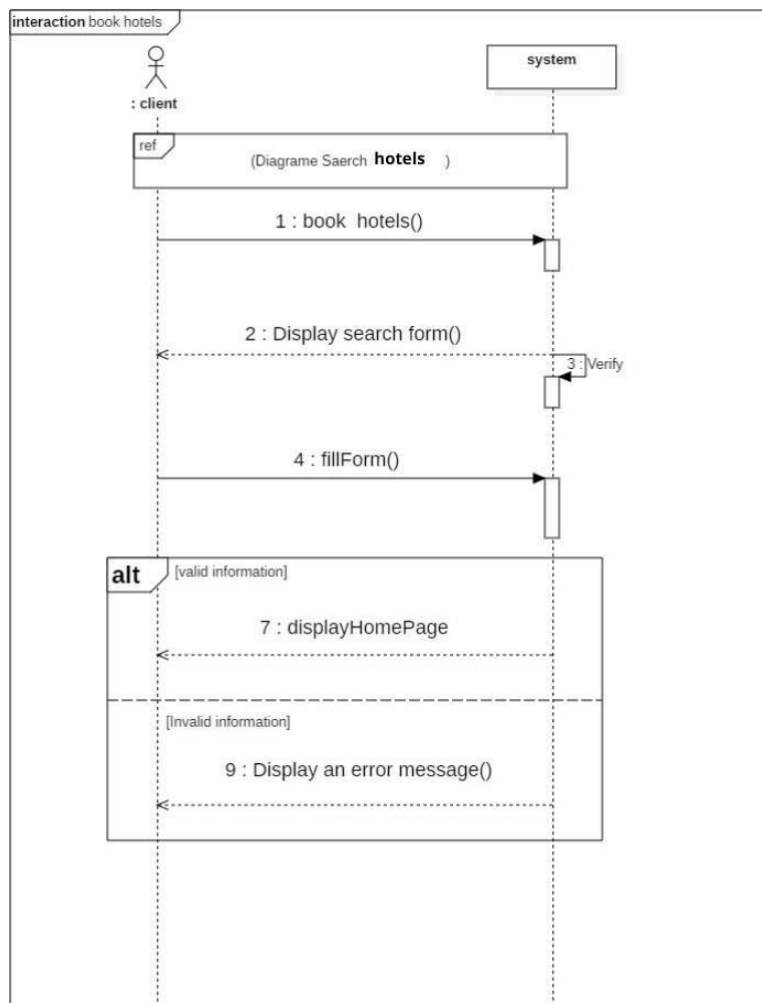 interaction book hotels
system
: client
ref
(Diagrame Saerch hotels )
1 : book hotels()
2 : Display search form()
3 : Verify
4 : fillForm()
alt [valid information]
7 : displayHomePage
[Invalid information]
9 : Display an error message()